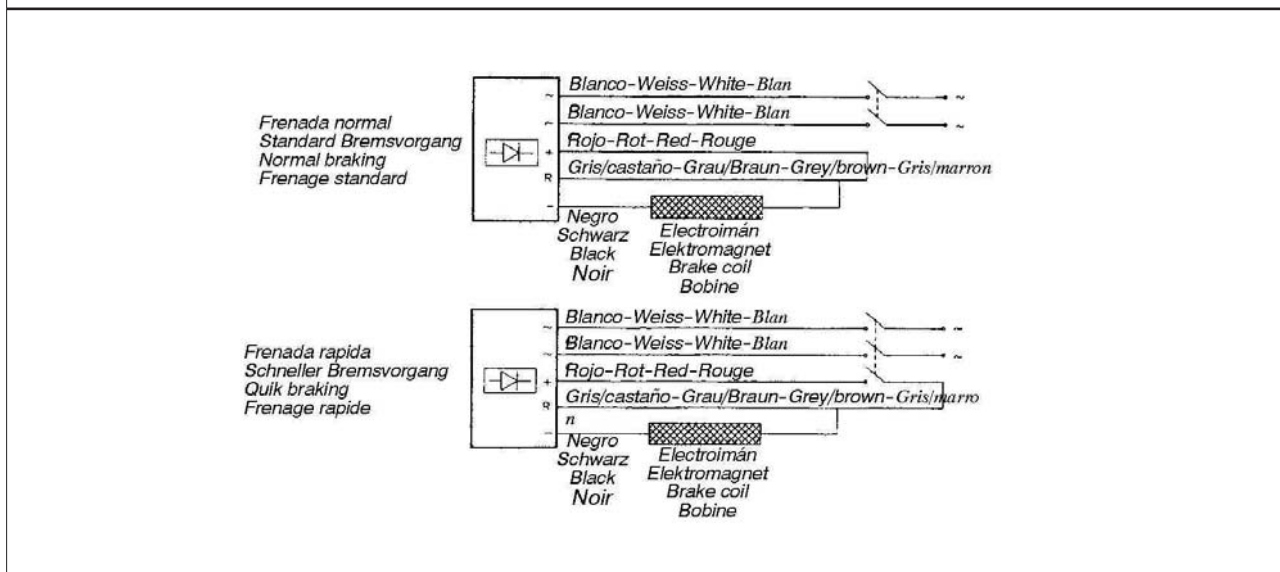 Blanco-Weiss-White-Blan
~ ~
c
Blanco-Weiss-White-Blan
~ ~
c
Rojo-Rot-Red-Rouge
+
Gris/castaño-Grau/Braun-Grey/brown-Gris/marron
R
−
Frenada normal
Standard Bremsvorgang
Normal braking
Frenage standard
Negro
Schwarz
Black
Noir
Electroimán
Elektromagnet
Brake coil
Bobine
Blanco-Weiss-White-Blan
~ ~
c
Blanco-Weiss-White-Blan
~ ~
c
Rojo-Rot-Red-Rouge
+
Gris/castaño-Grau/Braun-Grey/brown-Gris/marro
n
R
−
Frenada rapida
Schneller Bremsvorgang
Quik braking
Frenage rapide
Negro
Schwarz
Black
Noir
Electroimán
Elektromagnet
Brake coil
Bobine